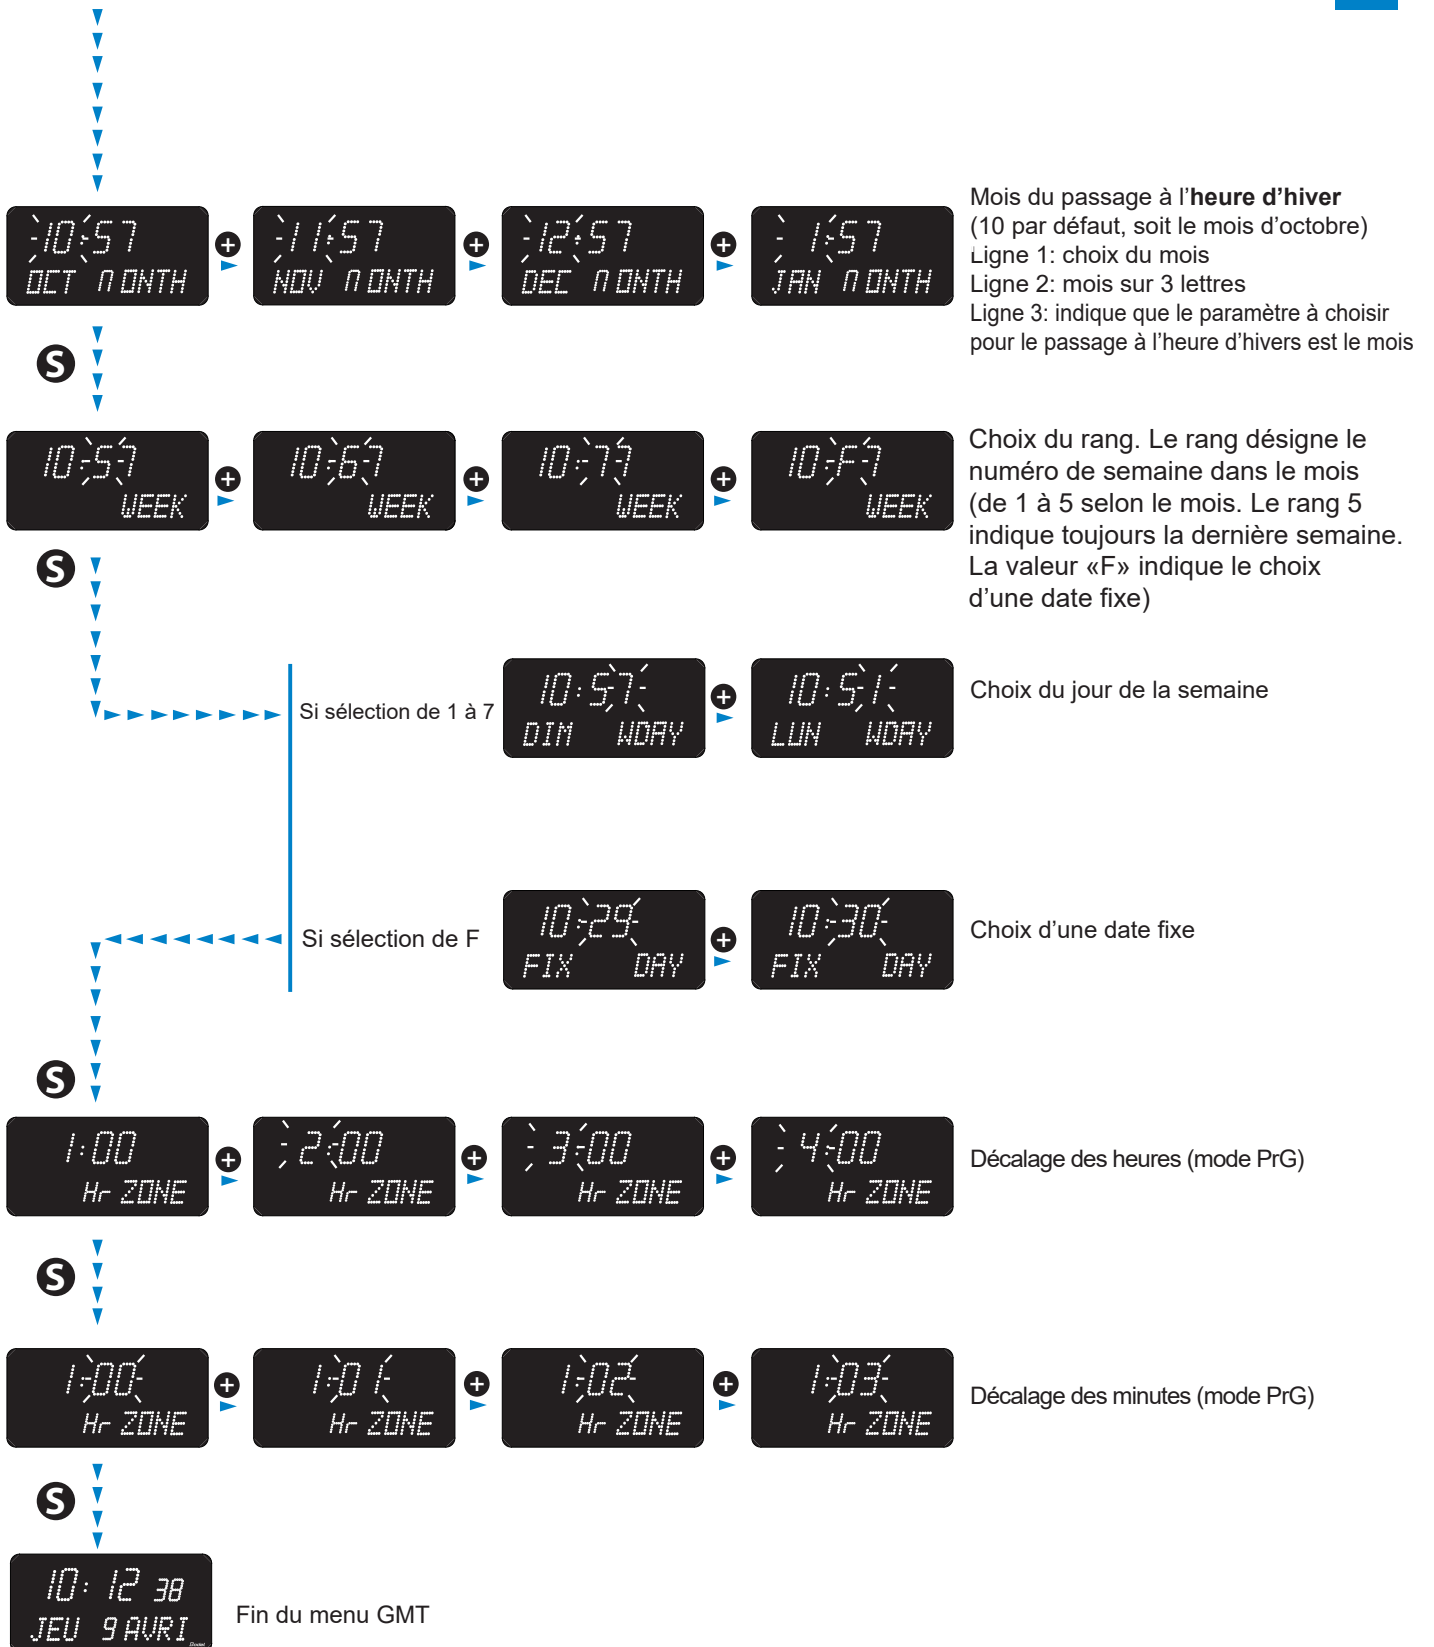 10:57 + 11:57 + 12:57 + 1:57
OCT MONTH NOV MONTH DEC MONTH JAN MONTH
Mois du passage à l’heure d’hiver
(10 par défaut, soit le mois d’octobre)
Ligne 1: choix du mois
Ligne 2: mois sur 3 lettres
Ligne 3: indique que le paramètre à choisir
pour le passage à l’heure d’hivers est le mois
S
10:57 + 10:67 + 10:77 + 10:F7
WEEK WEEK WEEK WEEK
Choix du rang. Le rang désigne le
numéro de semaine dans le mois
(de 1 à 5 selon le mois. Le rang 5
indique toujours la dernière semaine.
La valeur «F» indique le choix
d’une date fixe)
S
Si sélection de 1 à 7
10:57 + 10:51
DIM WDAY LUN WDAY
Choix du jour de la semaine
Si sélection de F
10:29 + 10:30
FIX DAY FIX DAY
Choix d’une date fixe
S
1:00 + 2:00 + 3:00 + 4:00
Hr ZONE Hr ZONE Hr ZONE Hr ZONE
Décalage des heures (mode PrG)
S
1:00 + 1:01 + 1:02 + 1:03
Hr ZONE Hr ZONE Hr ZONE Hr ZONE
Décalage des minutes (mode PrG)
S
10:12 38
JEU 9 AVRI
Fin du menu GMT